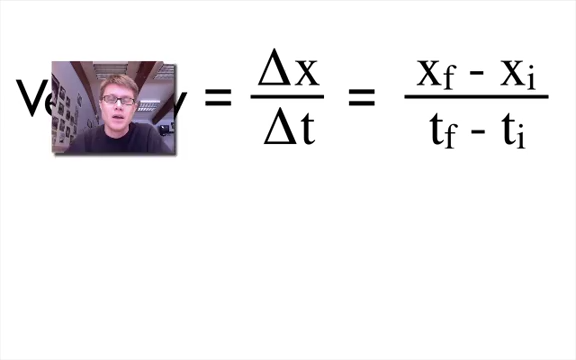 = Δx / Δt = xf - xi / tf - ti